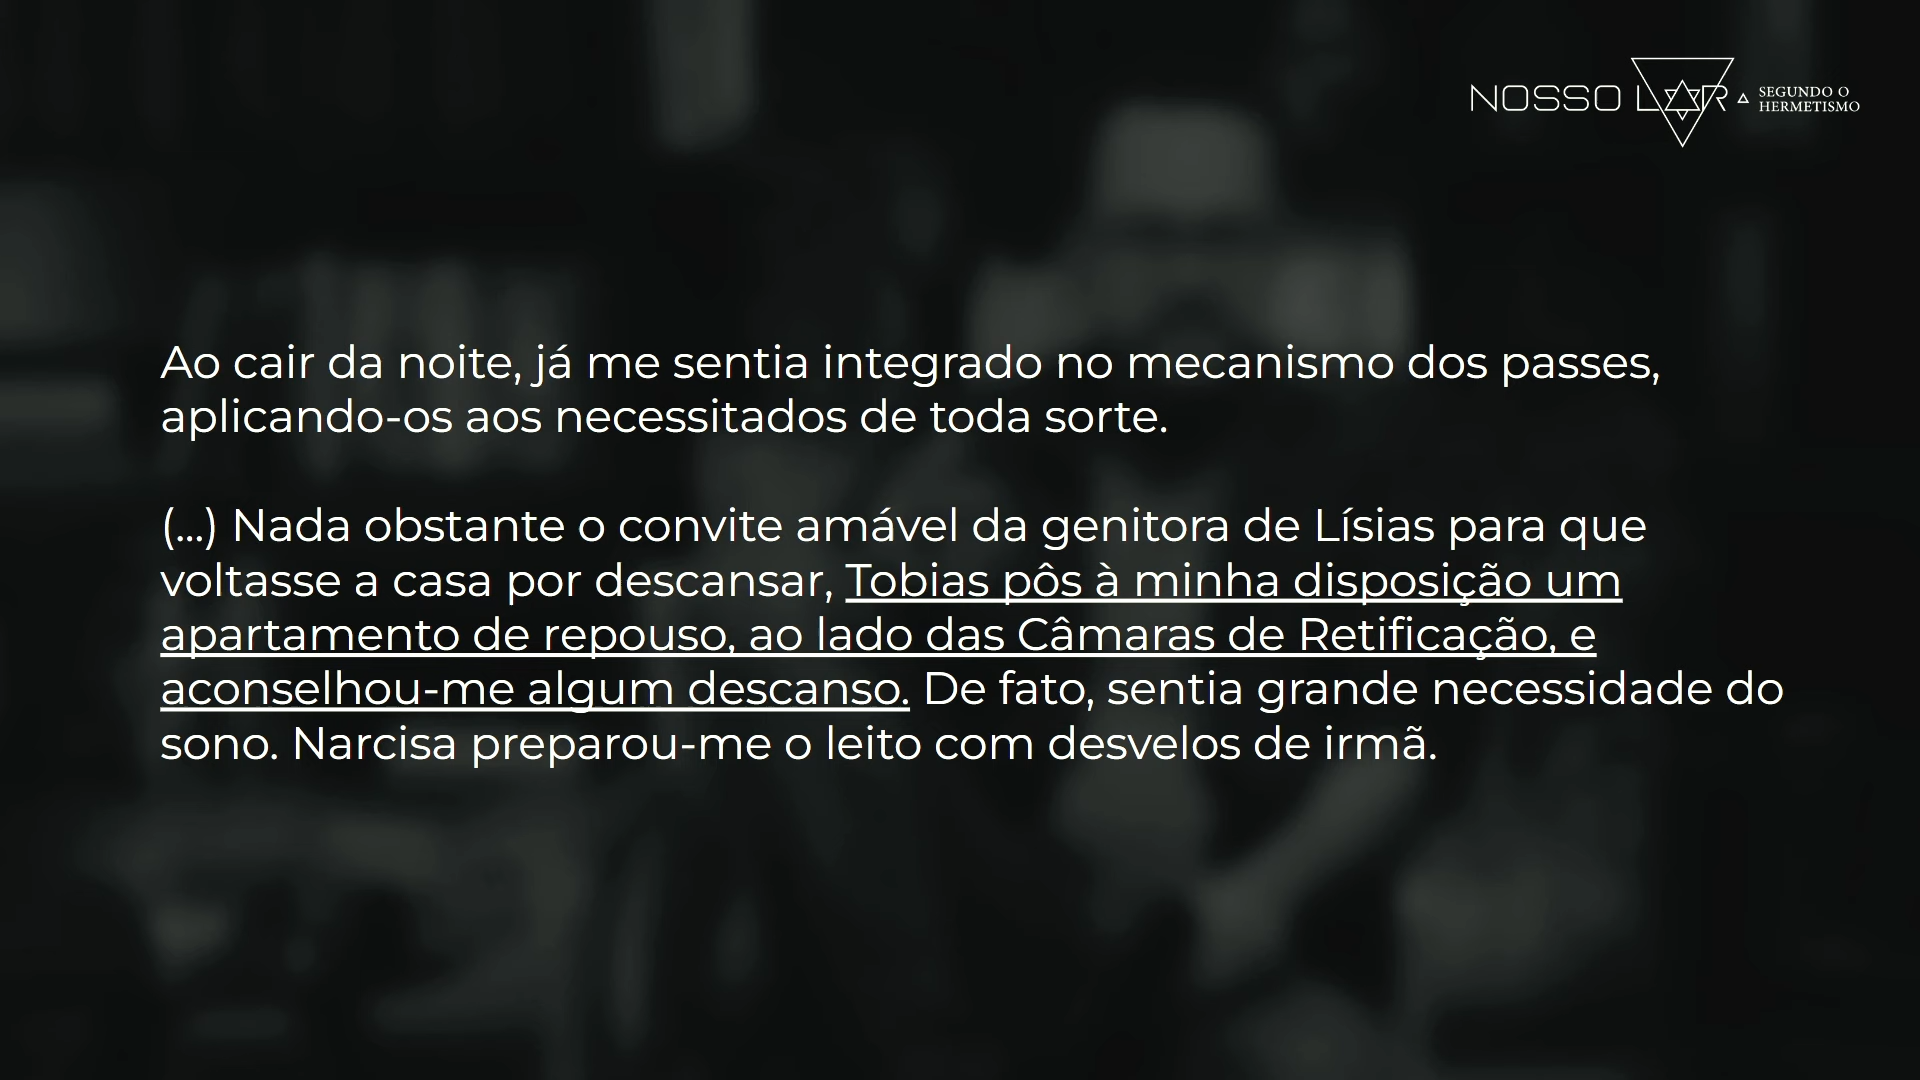 NOSSO LAR
SEGUNDO O
HERMETISMO
Ao cair da noite, já me sentia integrado no mecanismo dos passes,
aplicando-os aos necessitados de toda sorte.
(...) Nada obstante o convite amável da genitora de Lísias para que
voltasse a casa por descansar, Tobias pôs à minha disposição um
apartamento de repouso, ao lado das Câmaras de Retificação, e
aconselhou-me algum descanso. De fato, sentia grande necessidade do
sono. Narcisa preparou-me o leito com desvelos de irmã.